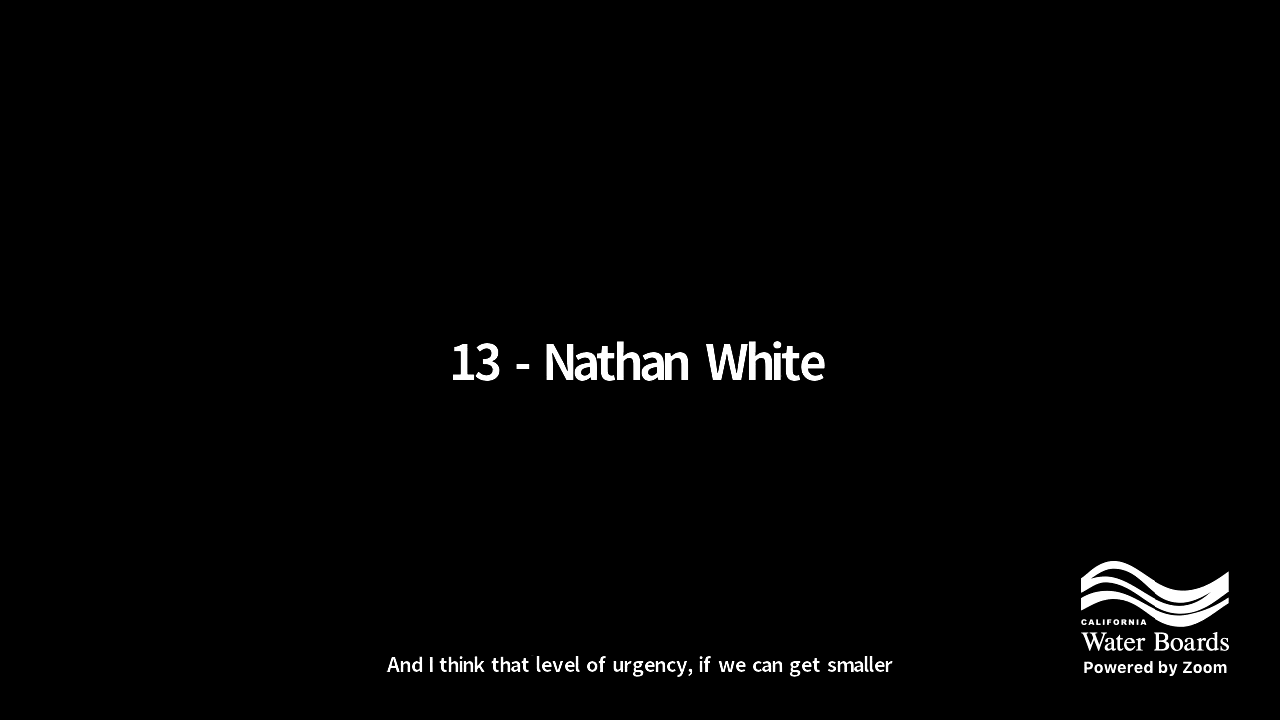 13 - Nathan White
CALIFORNIA
Water Boards
And I think that level of urgency, if we can get smaller
Powered by Zoom